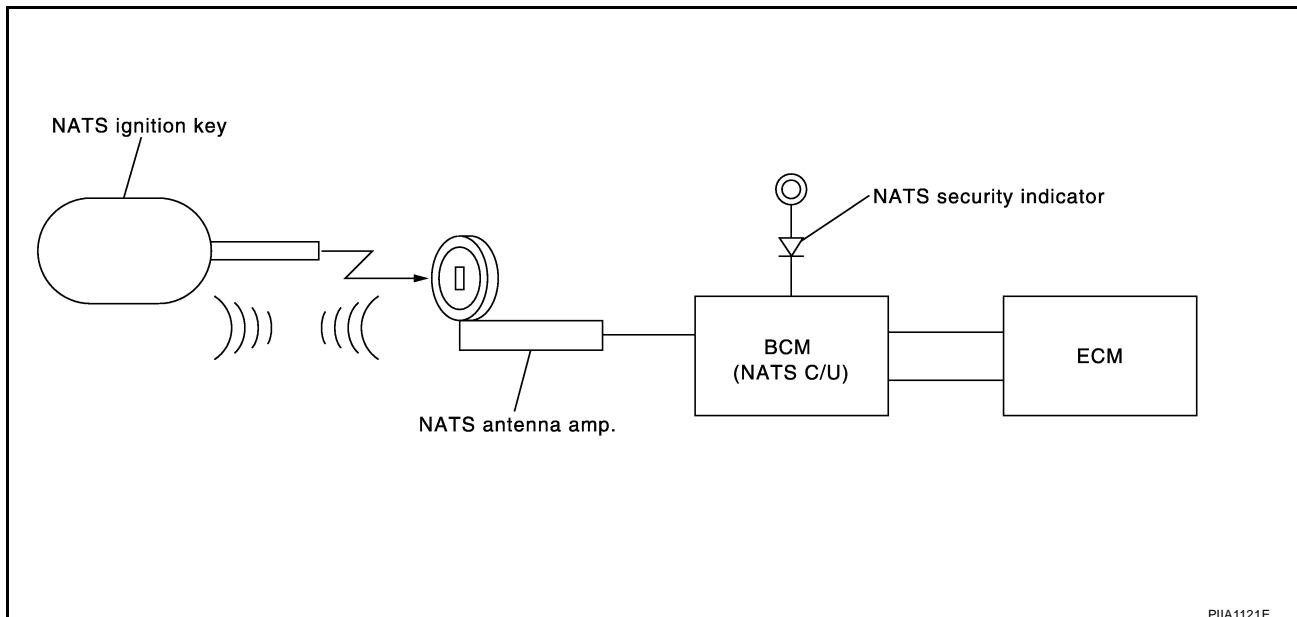 NATS ignition key
NATS security indicator
BCM
(NATS C/U)
ECM
NATS antenna amp.
PIIA1121E